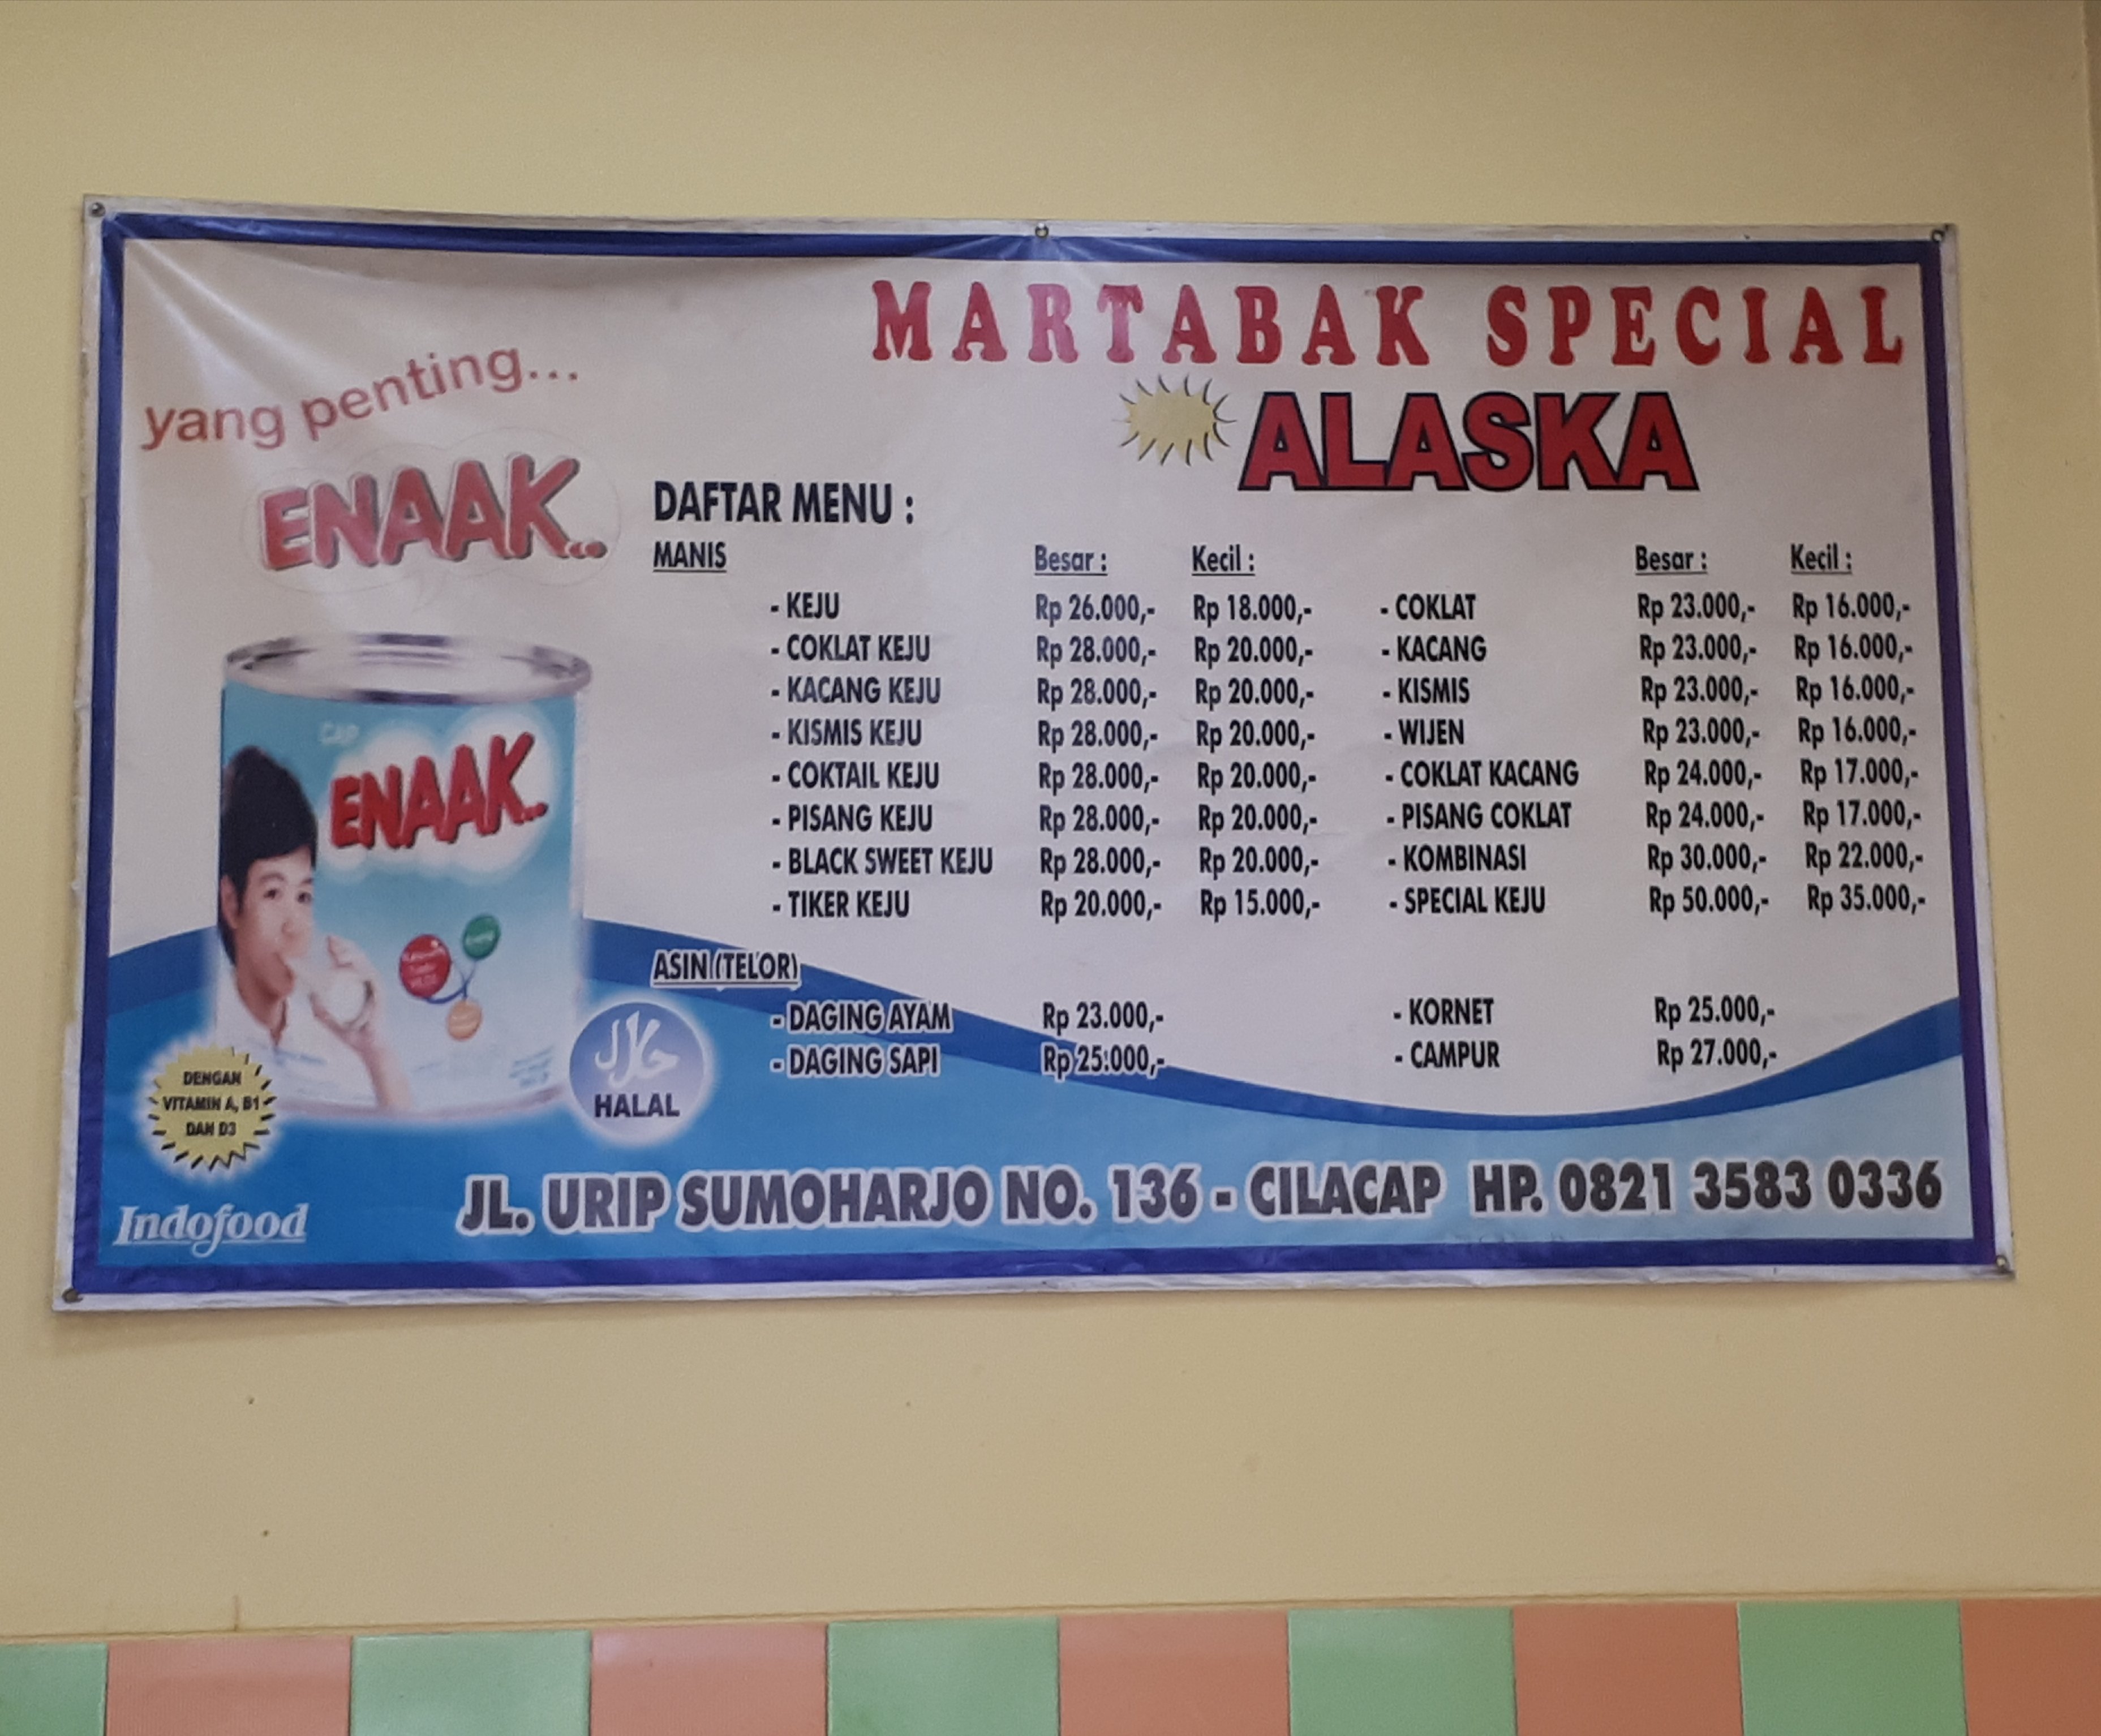 MARTABAK SPECIAL
ALASKA
yang penting...
ENAAK...
DAFTAR MENU :
MANIS Besar : Kecil : Besar : Kecil :
- KEJU Rp 26.000,- Rp 18.000,- - COKLAT Rp 23.000,- Rp 16.000,-
- COKLAT KEJU Rp 28.000,- Rp 20.000,- - KACANG Rp 23.000,- Rp 16.000,-
- KACANG KEJU Rp 28.000,- Rp 20.000,- - KISMIS Rp 23.000,- Rp 16.000,-
- KISMIS KEJU Rp 28.000,- Rp 20.000,- - WIJEN Rp 23.000,- Rp 16.000,-
- COKTAIL KEJU Rp 28.000,- Rp 20.000,- - COKLAT KACANG Rp 24.000,- Rp 17.000,-
- PISANG KEJU Rp 28.000,- Rp 20.000,- - PISANG COKLAT Rp 24.000,- Rp 17.000,-
- BLACK SWEET KEJU Rp 28.000,- Rp 20.000,- - KOMBINASI Rp 30.000,- Rp 22.000,-
- TIKER KEJU Rp 20.000,- Rp 15.000,- - SPECIAL KEJU Rp 50.000,- Rp 35.000,-
ASIN (TELOR)
- DAGING AYAM Rp 23.000,- - KORNET Rp 25.000,-
- DAGING SAPI Rp 25.000,- - CAMPUR Rp 27.000,-
CAP
ENAAK..
حلال
HALAL
DENGAN
VITAMIN A, B1
DAN D3
Indofood
JL. URIP SUMOHARJO NO. 136 - CILACAP HP. 0821 3583 0336